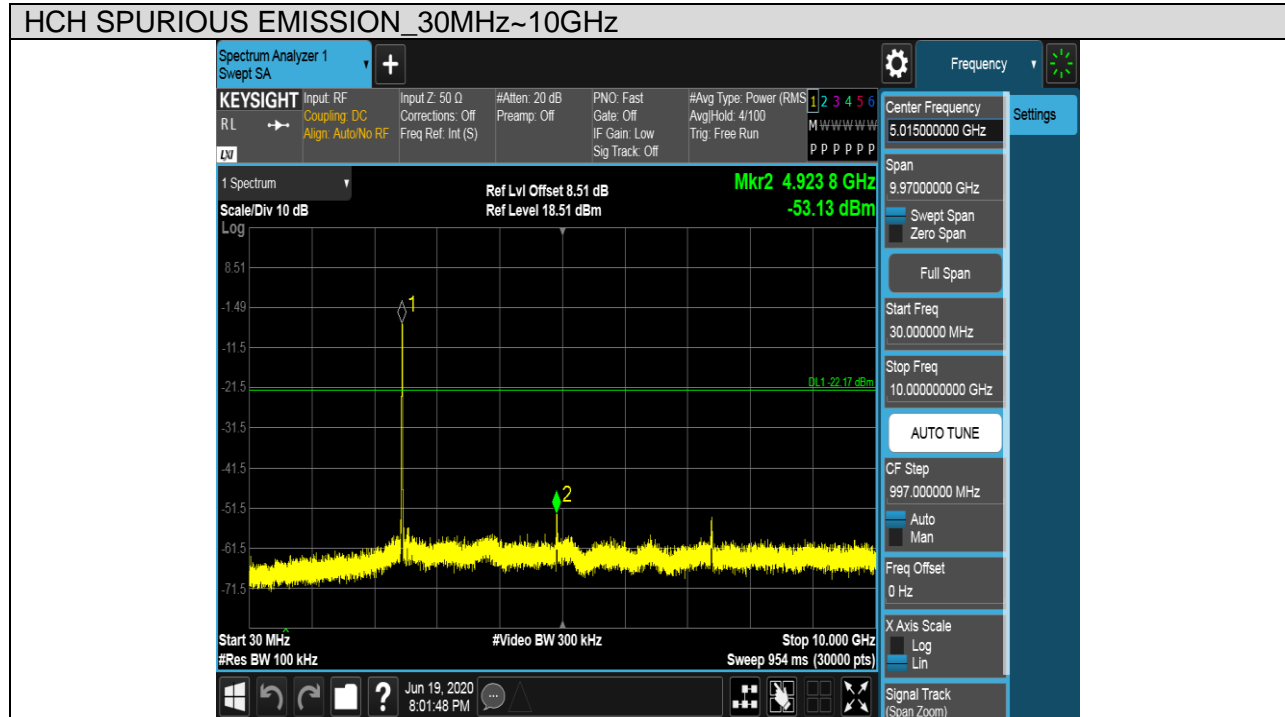 HCH SPURIOUS EMISSION_30MHz~10GHz
Spectrum Analyzer 1
Swept SA
+
Frequency
KEYSIGHT
RL
LXI
Input: RF
Coupling: DC
Align: Auto/No RF
Input Z: 50 Ω
Corrections: Off
Freq Ref: Int (S)
#Atten: 20 dB
Preamp: Off
PNO: Fast
Gate: Off
IF Gain: Low
Sig Track: Off
#Avg Type: Power (RMS
Avg|Hold: 4/100
Trig: Free Run
1 2 3 4 5 6
M W W W W W
P P P P P P
1 Spectrum
Scale/Div 10 dB
Ref Lvl Offset 8.51 dB
Ref Level 18.51 dBm
Mkr2 4.923 8 GHz
-53.13 dBm
Log
8.51
-1.49
-11.5
-21.5
-31.5
-41.5
-51.5
-61.5
-71.5
1
DL1 -22.17 dBm
2
Start 30 MHz
#Res BW 100 kHz
#Video BW 300 kHz
Stop 10.000 GHz
Sweep 954 ms (30000 pts)
Center Frequency
5.015000000 GHz
Settings
Span
9.97000000 GHz
Swept Span
Zero Span
Full Span
Start Freq
30.000000 MHz
Stop Freq
10.000000000 GHz
AUTO TUNE
CF Step
997.000000 MHz
Auto
Man
Freq Offset
0 Hz
X Axis Scale
Log
Lin
Signal Track
(Span Zoom)
?
Jun 19, 2020
8:01:48 PM